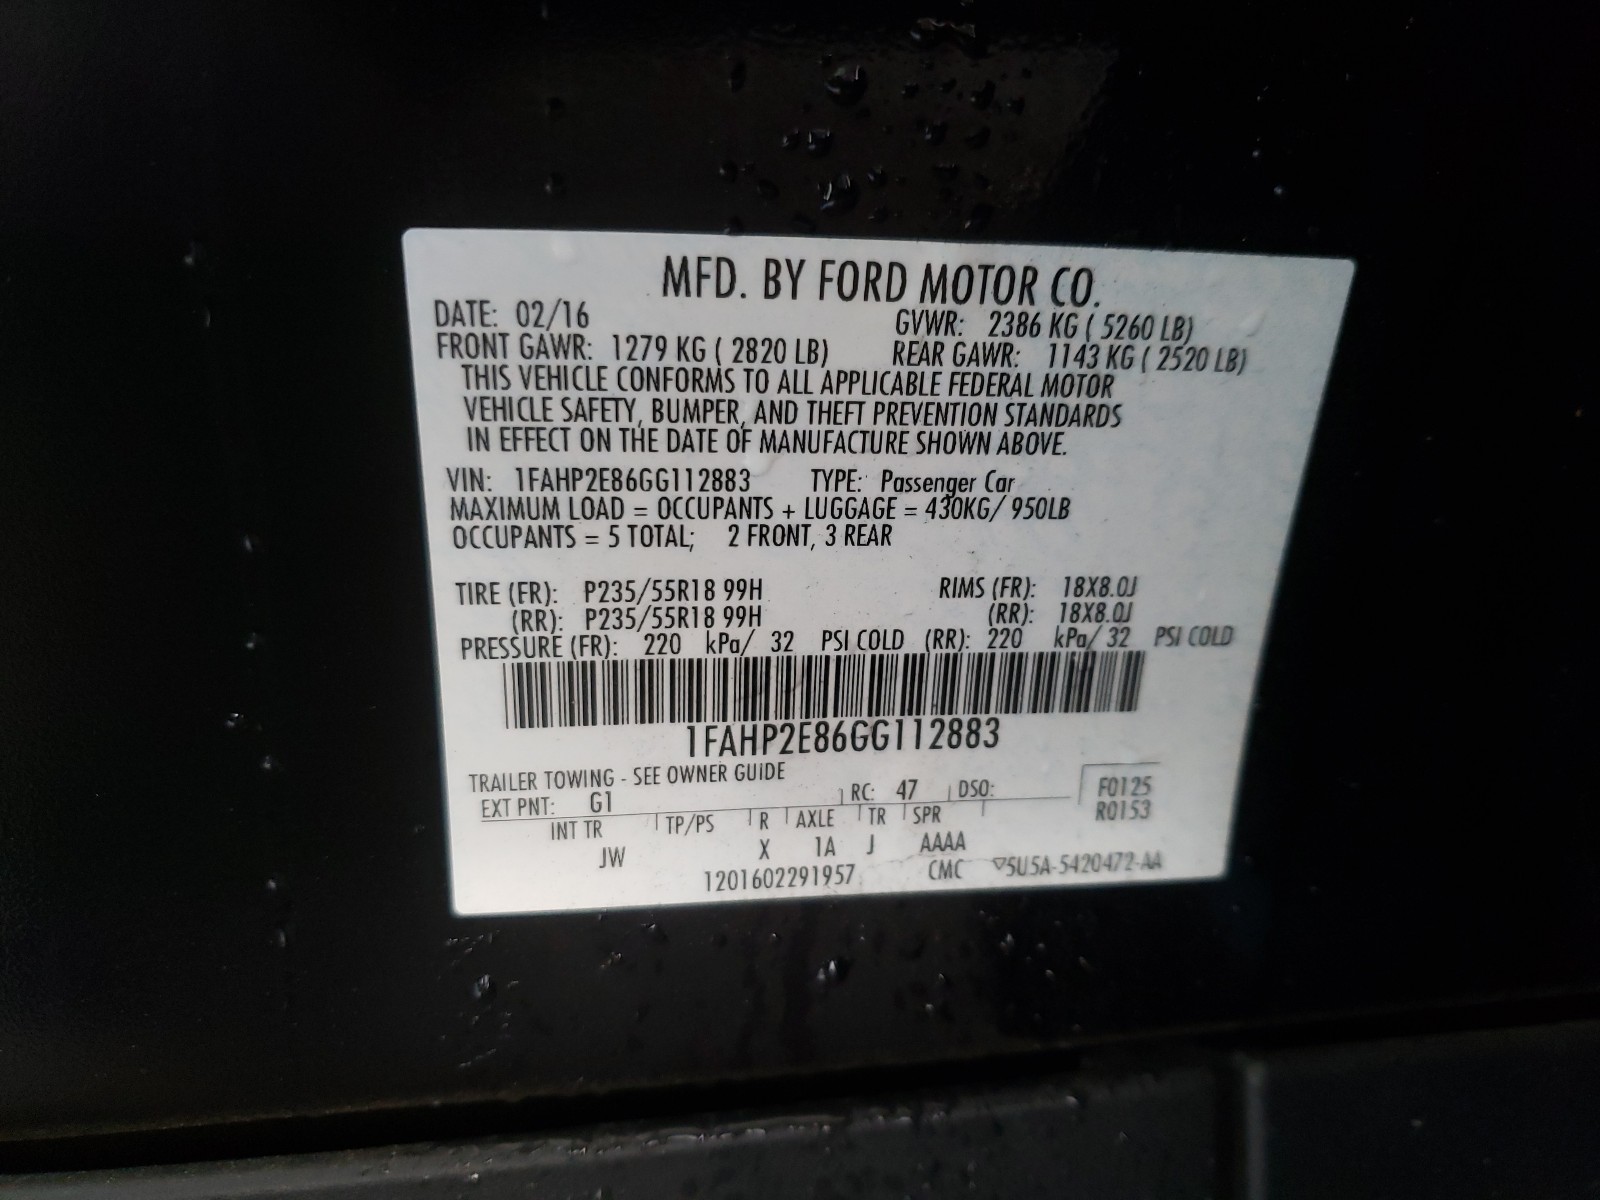 MFD. BY FORD MOTOR CO.
DATE: 02/16 GVWR: 2386 KG ( 5260 LB)
FRONT GAWR: 1279 KG ( 2820 LB) REAR GAWR: 1143 KG ( 2520 LB)
THIS VEHICLE CONFORMS TO ALL APPLICABLE FEDERAL MOTOR
VEHICLE SAFETY, BUMPER, AND THEFT PREVENTION STANDARDS
IN EFFECT ON THE DATE OF MANUFACTURE SHOWN ABOVE.
VIN: 1FAHP2E86GG112883 TYPE: Passenger Car
MAXIMUM LOAD = OCCUPANTS + LUGGAGE = 430KG/ 950LB
OCCUPANTS = 5 TOTAL; 2 FRONT, 3 REAR
TIRE (FR): P235/55R18 99H RIMS (FR): 18X8.0J
(RR): P235/55R18 99H (RR): 18X8.0J
PRESSURE (FR): 220 kPa/ 32 PSI COLD (RR): 220 kPa/ 32 PSI COLD
1FAHP2E86GG112883
TRAILER TOWING - SEE OWNER GUIDE
EXT PNT: G1 RC: 47 DSO: F0125
R0153
INT TR TP/PS R AXLE TR SPR
JW X 1A J AAAA
1201602291957 CMC ▽5U5A-5420472-AA